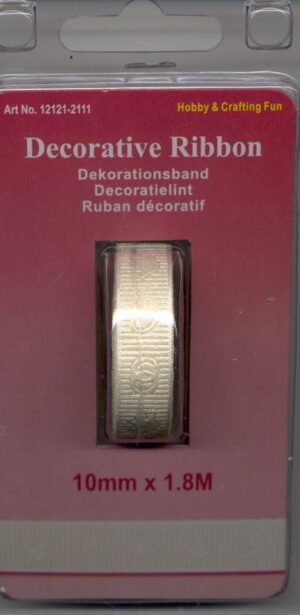 Art No. 12121-2111
Hobby & Crafting Fun
Decorative Ribbon
Dekorationsband
Decoratielint
Ruban décoratif
10mm x 1.8M